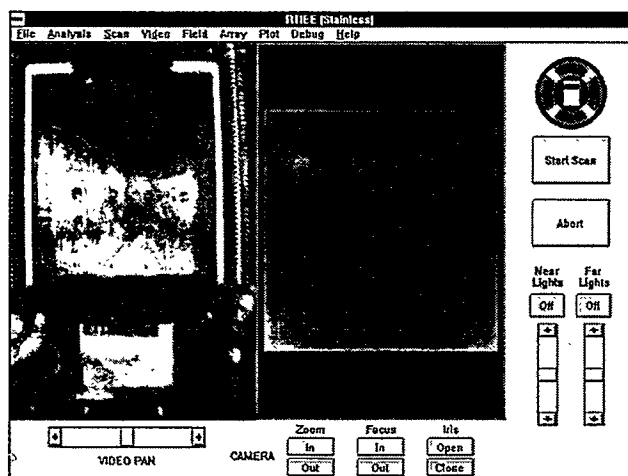 RHEE [Stainless]
File Analysis Scan Video Field Array Plot Debug Help
Start Scan
Abort
Near Lights
Far Lights
Off Off
Zoom Focus Iris
In In Open
CAMERA
Out Out Close
VIDEO PAN